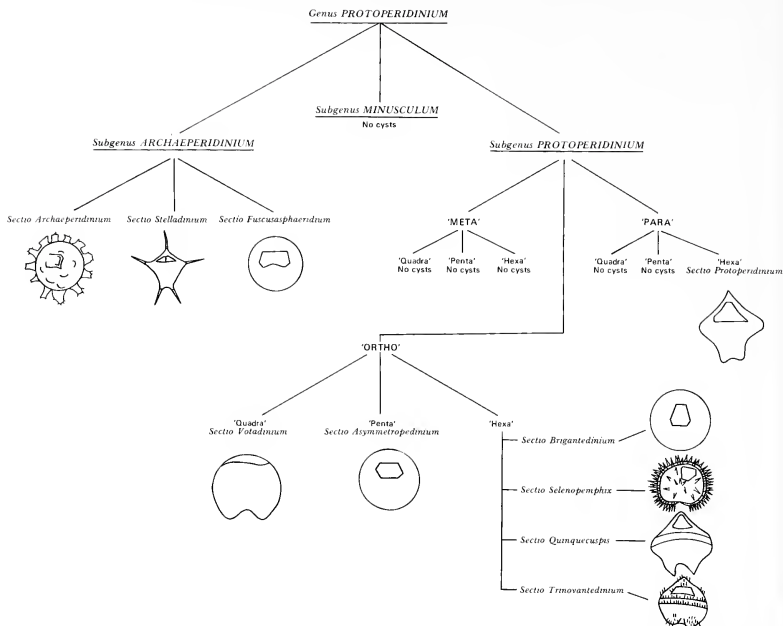 Genus PROTOPERIDINIUM
Subgenus MINUSCULUM
No cysts
Subgenus ARCHAEPERIDINIUM
Subgenus PROTOPERIDINIUM
Sectio Archaeperidinium
Sectio Stelladinium
Sectio Fuscusasphaeridium
'META'
'PARA'
'Quadra'
No cysts
'Penta'
No cysts
'Hexa'
No cysts
'Quadra'
No cysts
'Penta'
No cysts
'Hexa'
Sectio Protoperidinium
'ORTHO'
'Quadra'
Sectio Votadinium
'Penta'
Sectio Asymmetropedinium
'Hexa'
Sectio Brigantedinium
Sectio Selenopemphix
Sectio Quinquecuspis
Sectio Trinovantedinium